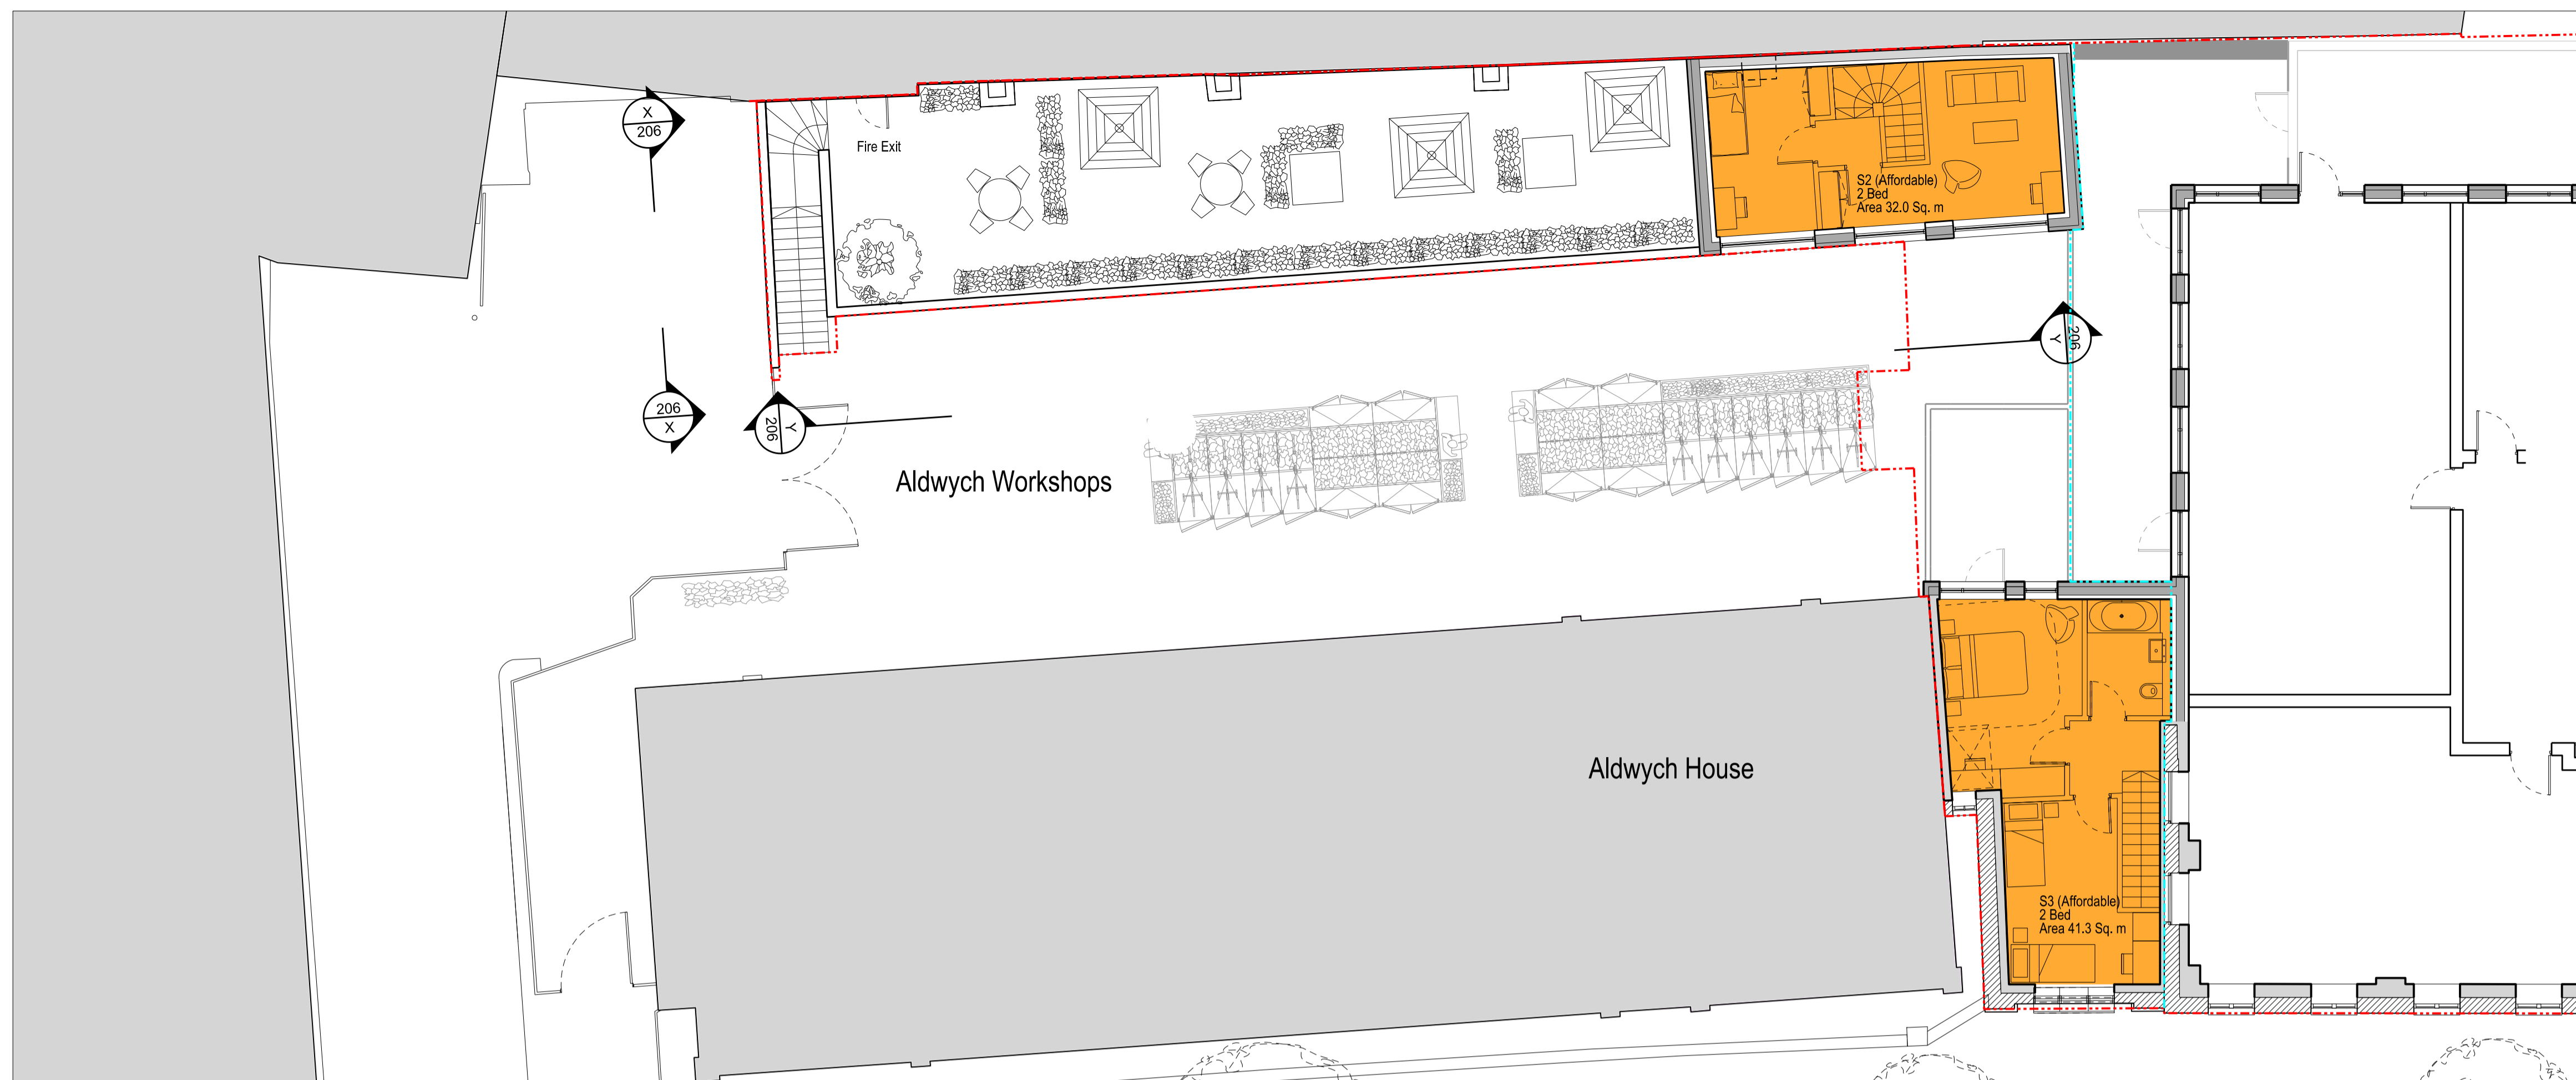 X
206
Fire Exit
S2 (Affordable)
2 Bed
Area 32.0 Sq. m
206
Y
206
X
Y
206
Aldwych Workshops
Aldwych House
S3 (Affordable)
2 Bed
Area 41.3 Sq. m